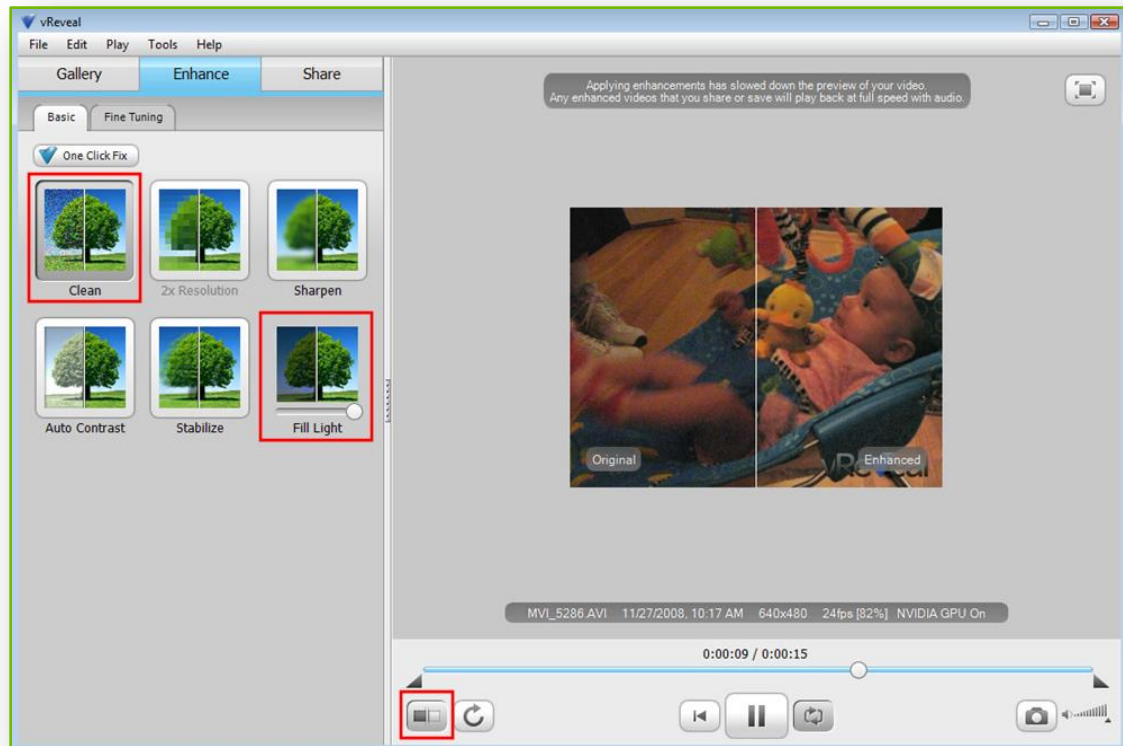 vReveal
File Edit Play Tools Help
Gallery Enhance Share
Basic Fine Tuning
One Click Fix
Clean 2x Resolution Sharpen
Auto Contrast Stabilize Fill Light
Applying enhancements has slowed down the preview of your video.
Any enhanced videos that you share or save will play back at full speed with audio.
Original Enhanced
vReveal
MVI_5286.AVI 11/27/2008, 10:17 AM 640x480 24fps [82%] NVIDIA GPU On
0:00:09 / 0:00:15